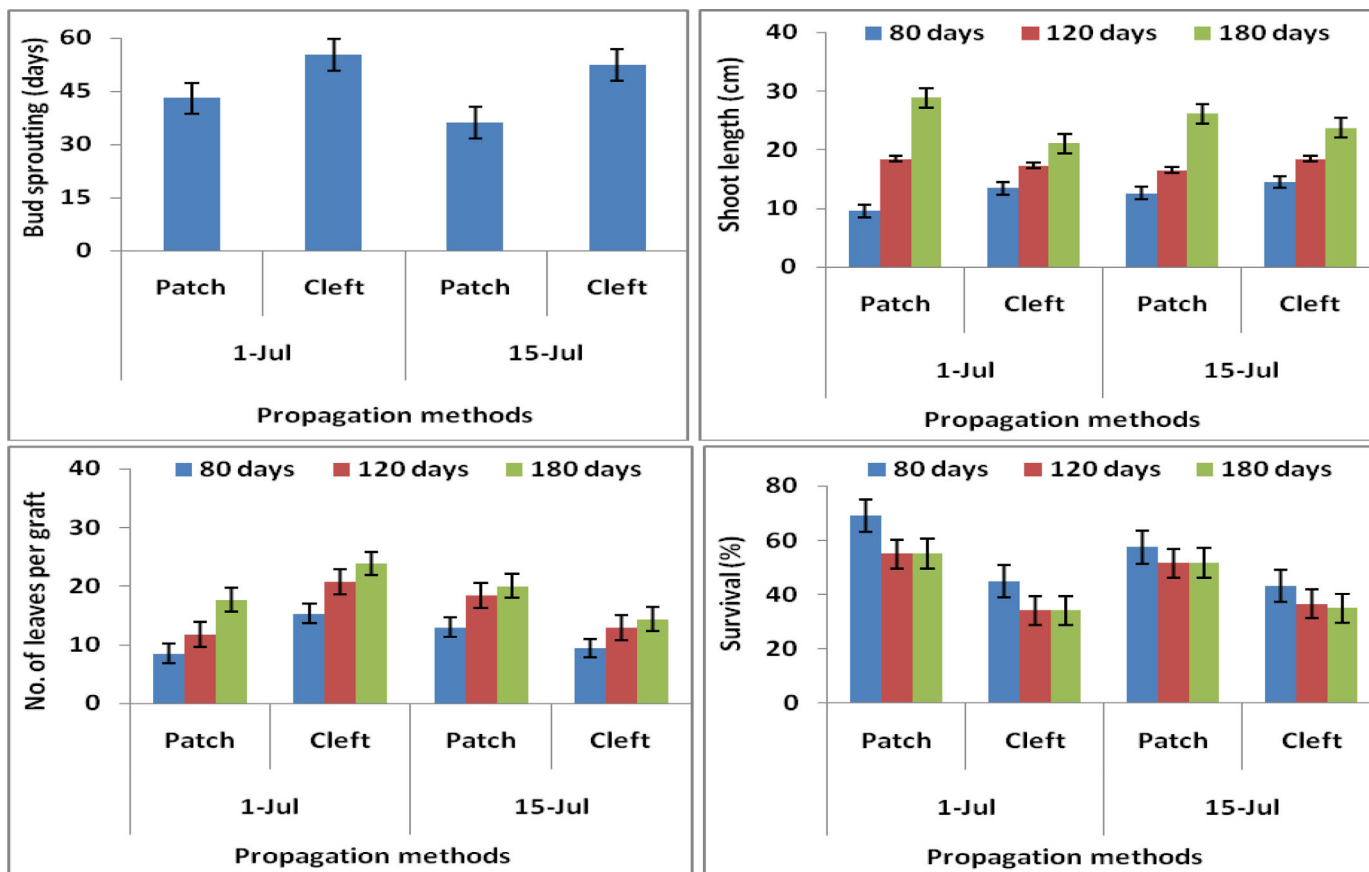 Bud sprouting (days)
60
45
30
15
0
Patch Cleft Patch Cleft
1-Jul 15-Jul
Propagation methods
80 days 120 days 180 days
Shoot length (cm)
40
30
20
10
0
Patch Cleft Patch Cleft
1-Jul 15-Jul
Propagation methods
80 days 120 days 180 days
No. of leaves per graft
40
30
20
10
0
Patch Cleft Patch Cleft
1-Jul 15-Jul
Propagation methods
80 days 120 days 180 days
Survival (%)
80
60
40
20
0
Patch Cleft Patch Cleft
1-Jul 15-Jul
Propagation methods